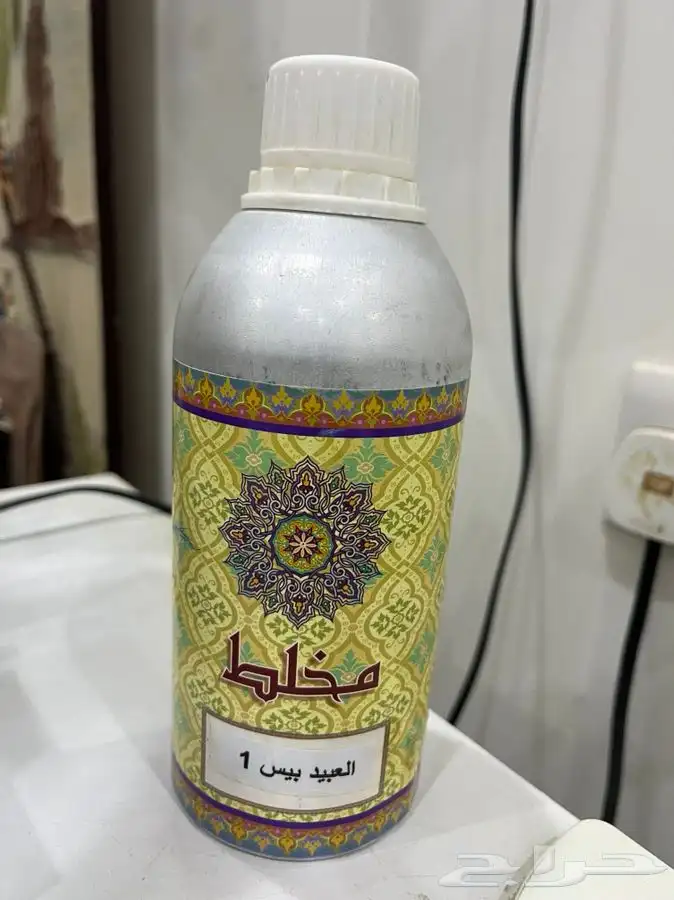 مخلط
العبيد بيس 1
حراج